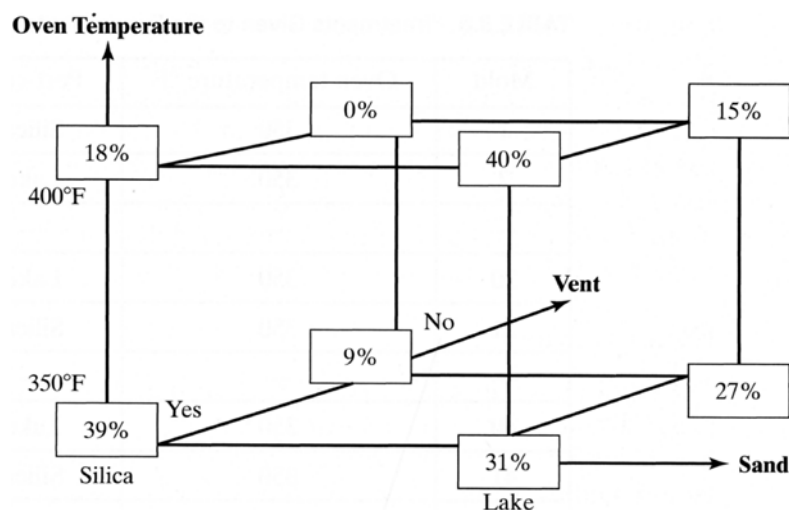 Oven Temperature
0%
15%
18%
40%
400°F
Vent
No
9%
350°F
27%
Yes
39%
31%
Sand
Silica
Lake